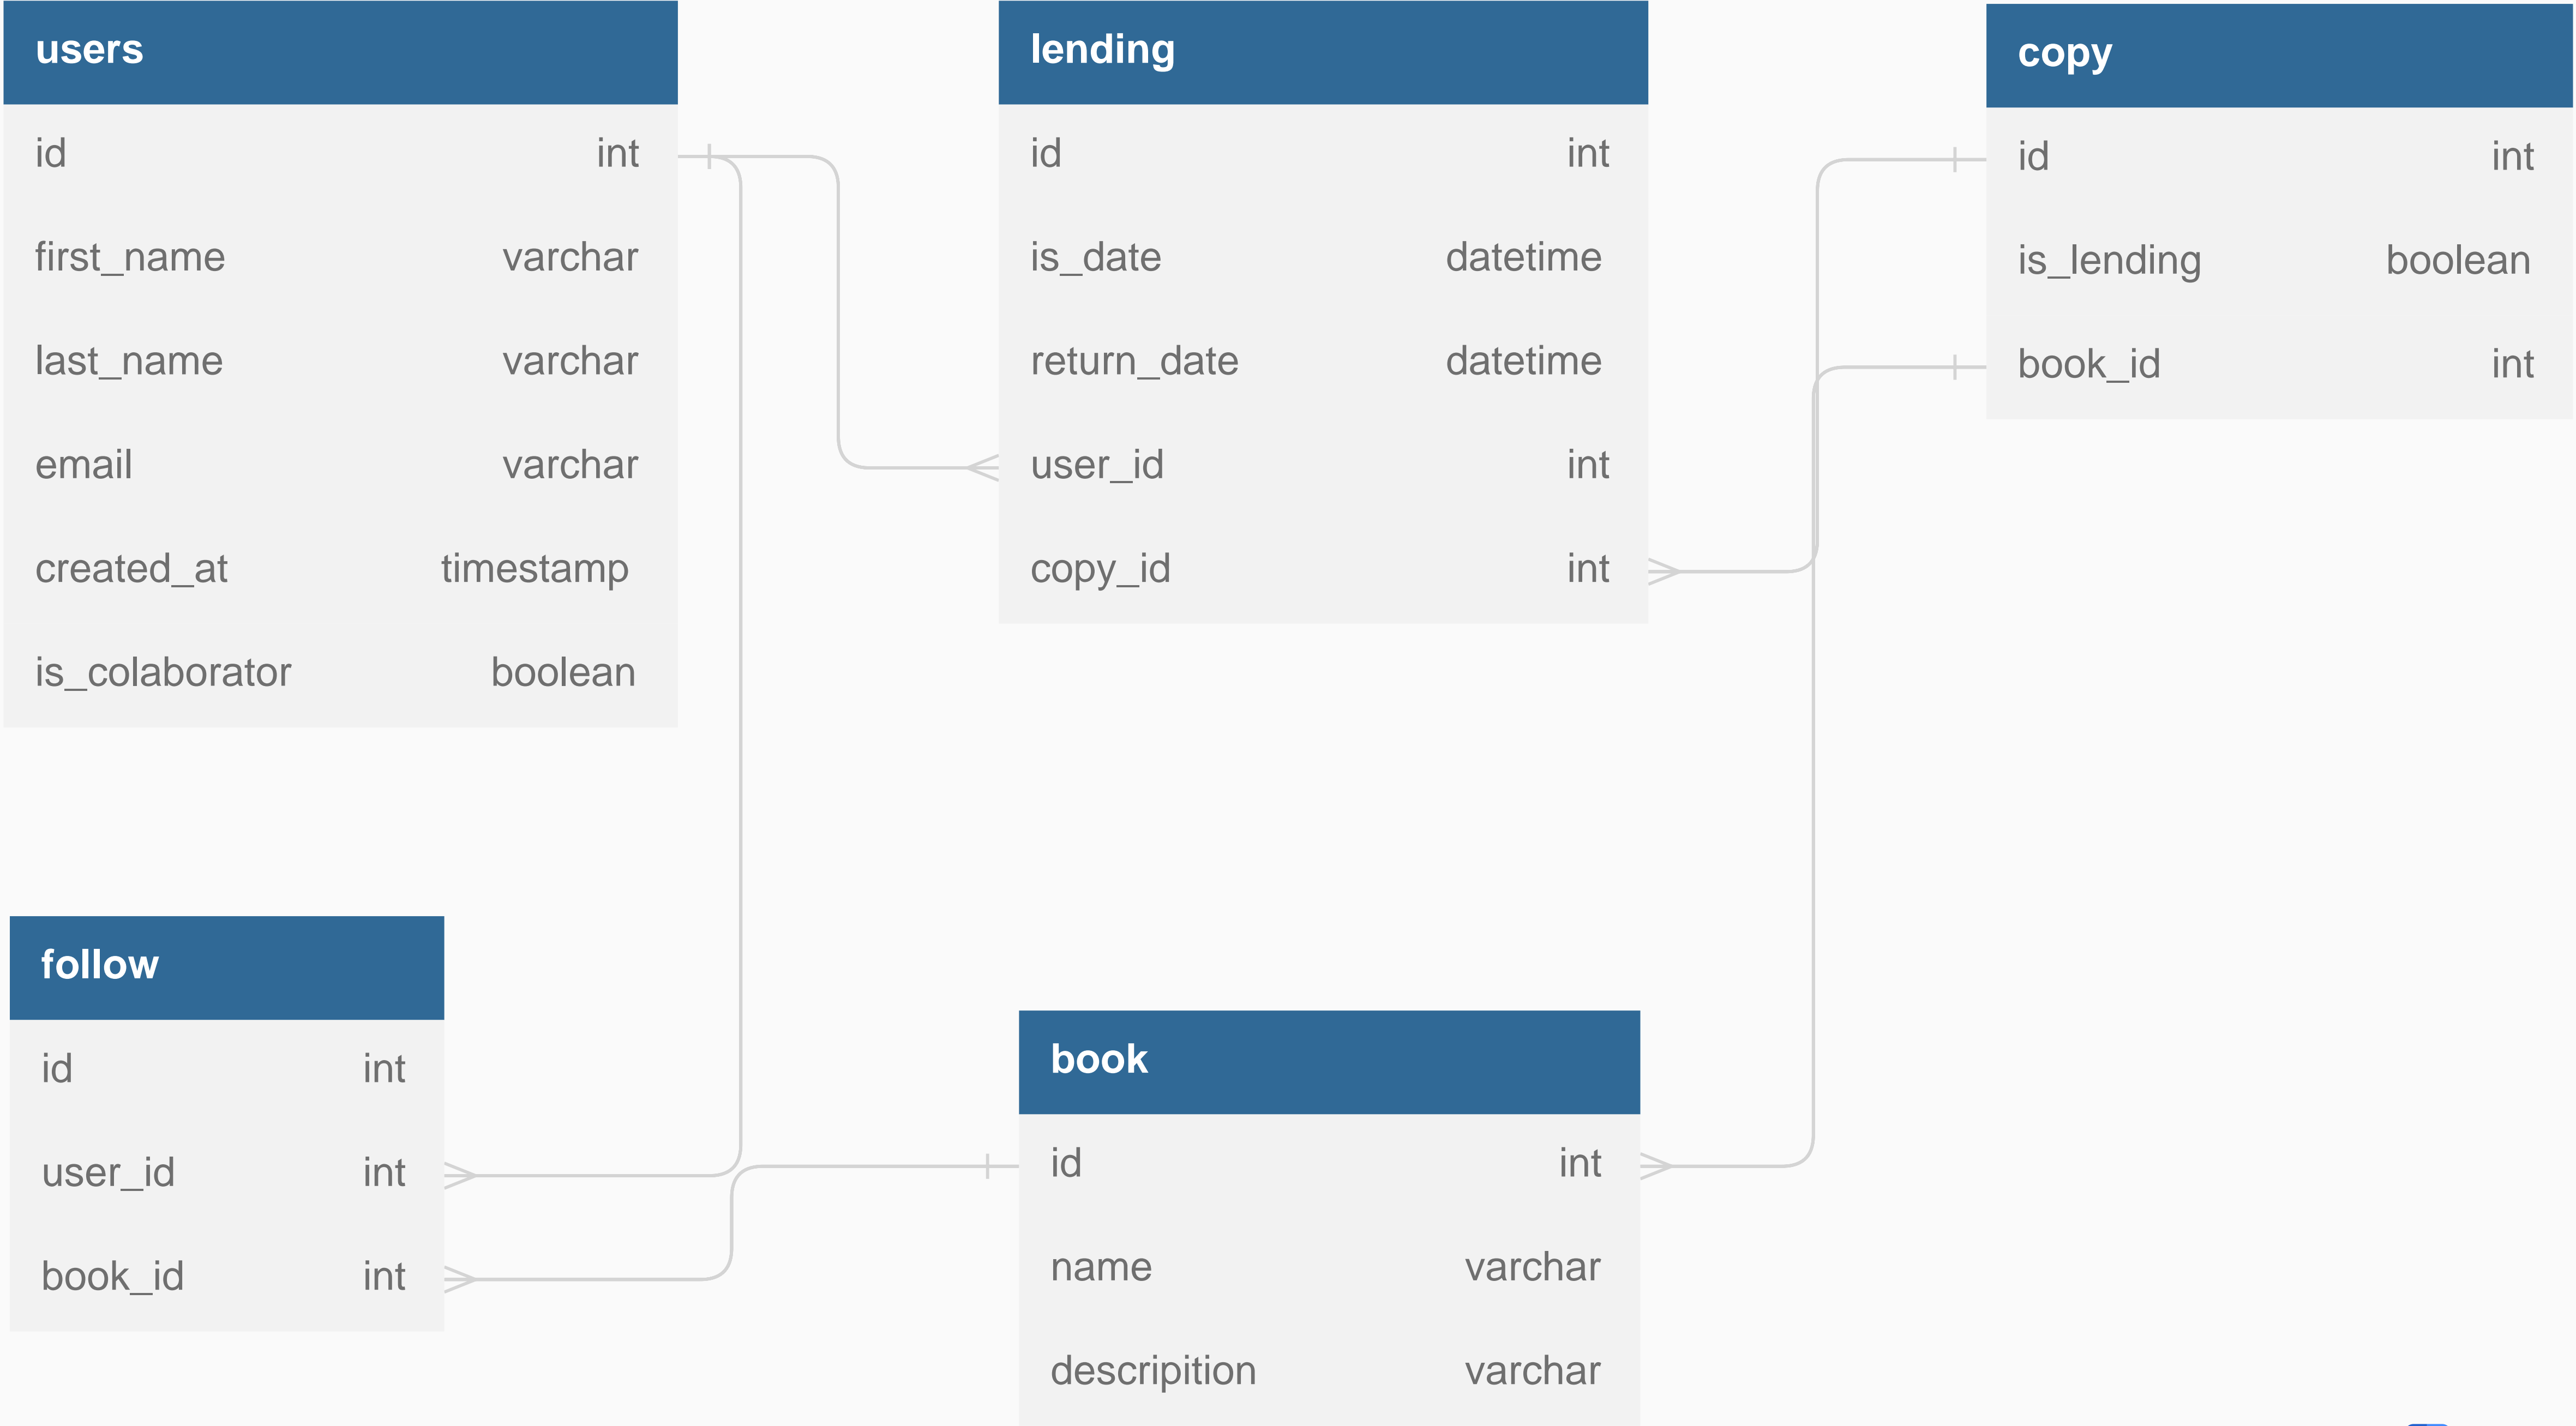 users
id int
first_name varchar
last_name varchar
email varchar
created_at timestamp
is_colaborator boolean
lending
id int
is_date datetime
return_date datetime
user_id int
copy_id int
copy
id int
is_lending boolean
book_id int
follow
id int
user_id int
book_id int
book
id int
name varchar
descripition varchar